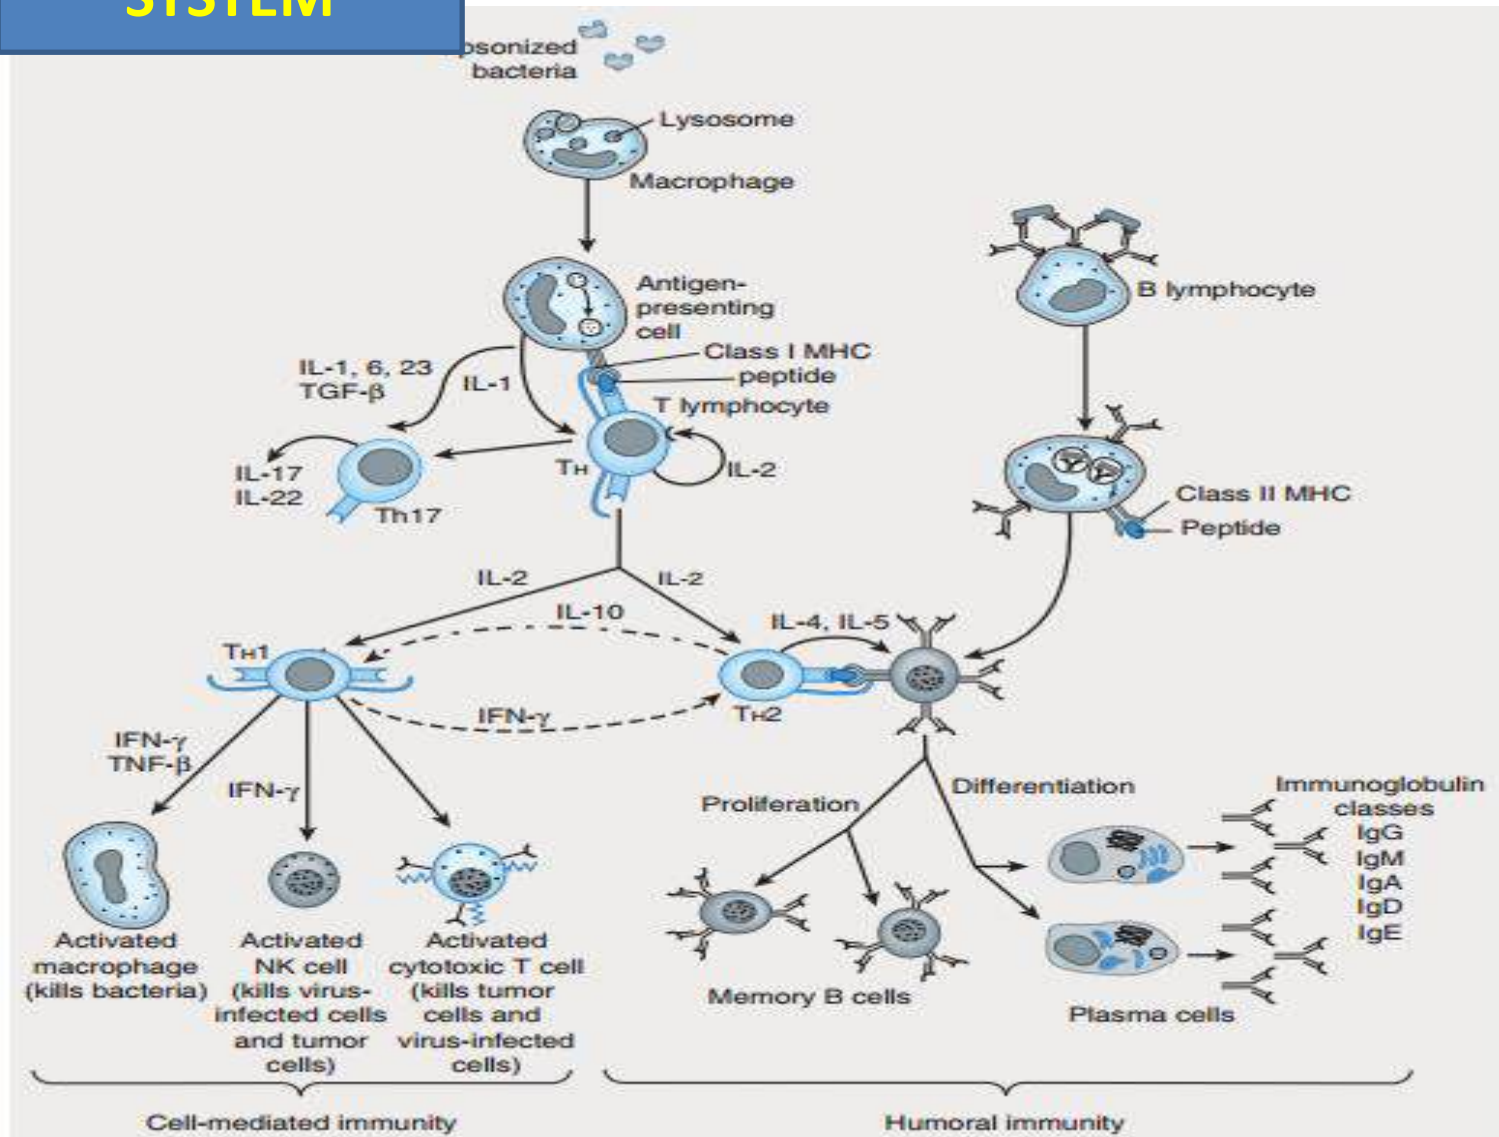 SYSTEM
psonized
bacteria
Lysosome
Macrophage
Antigen-
presenting
cell
B lymphocyte
Class I MHC
peptide
T lymphocyte
IL-1, 6, 23
TGF-β
IL-1
IL-17
IL-22
Th17
TH
IL-2
Class II MHC
Peptide
IL-2
IL-2
IL-10
IL-4, IL-5
TH1
TH2
IFN-γ
IFN-γ
TNF-β
IFN-γ
Proliferation
Differentiation
Immunoglobulin
classes
IgG
IgM
IgA
IgD
IgE
Activated
macrophage
(kills bacteria)
Activated
NK cell
(kills virus-
infected cells
and tumor
cells)
Activated
cytotoxic T cell
(kills tumor
cells and
virus-infected
cells)
Memory B cells
Plasma cells
Cell-mediated immunity
Humoral immunity